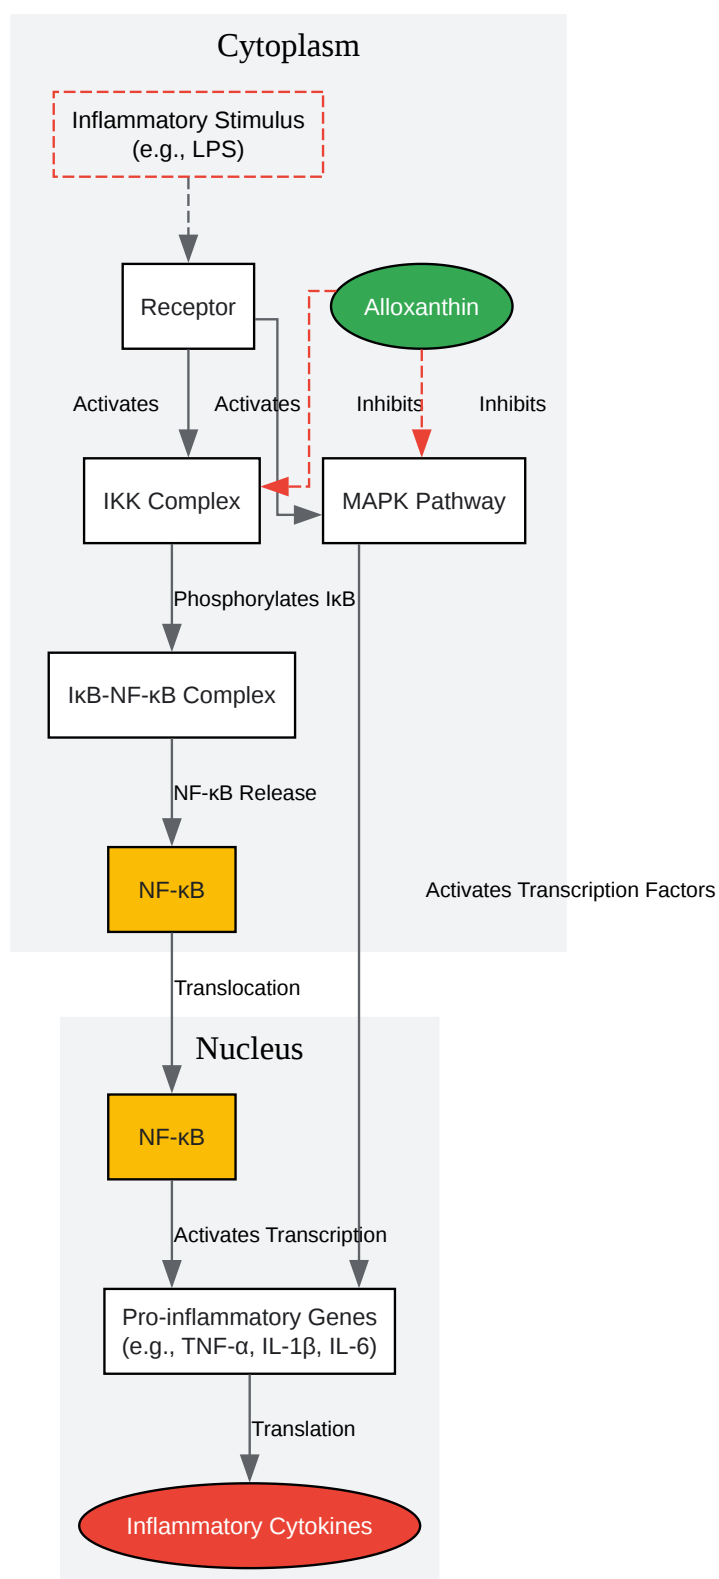 Cytoplasm
Inflammatory Stimulus
(e.g., LPS)
Receptor
Alloxanthin
Activates
Activates
Inhibits
Inhibits
IKK Complex
MAPK Pathway
Phosphorylates IκB
IκB-NF-κB Complex
NF-κB Release
NF-κB
Activates Transcription Factors
Translocation
Nucleus
NF-κB
Activates Transcription
Pro-inflammatory Genes
(e.g., TNF-α, IL-1β, IL-6)
Translation
Inflammatory Cytokines